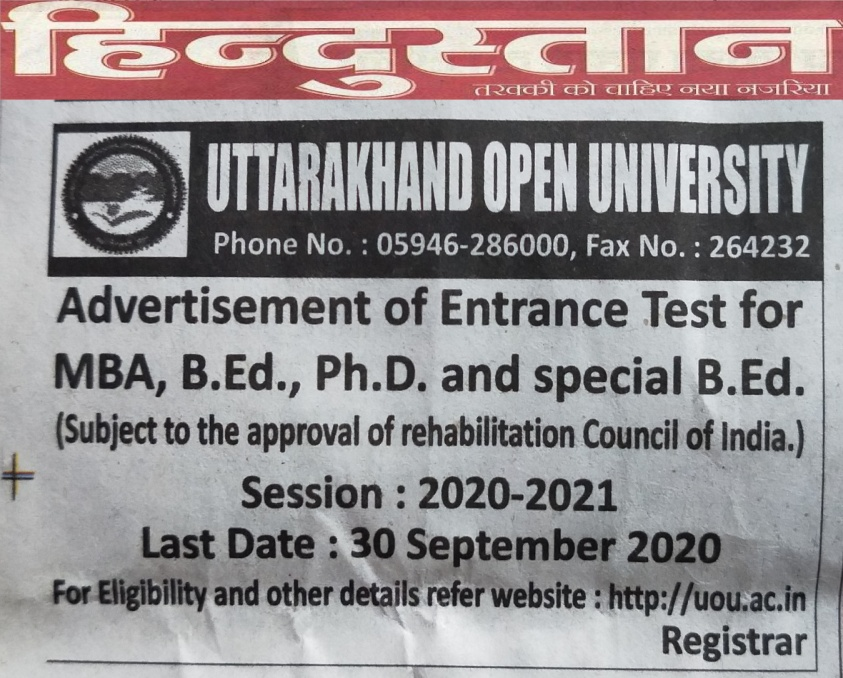 हिन्दुस्तान
तरक्की को चाहिए नया नजरिया
UTTARAKHAND OPEN UNIVERSITY
Phone No. : 05946-286000, Fax No. : 264232
Advertisement of Entrance Test for
MBA, B.Ed., Ph.D. and special B.Ed.
(Subject to the approval of rehabilitation Council of India.)
Session : 2020-2021
Last Date : 30 September 2020
For Eligibility and other details refer website : http://uou.ac.in
Registrar